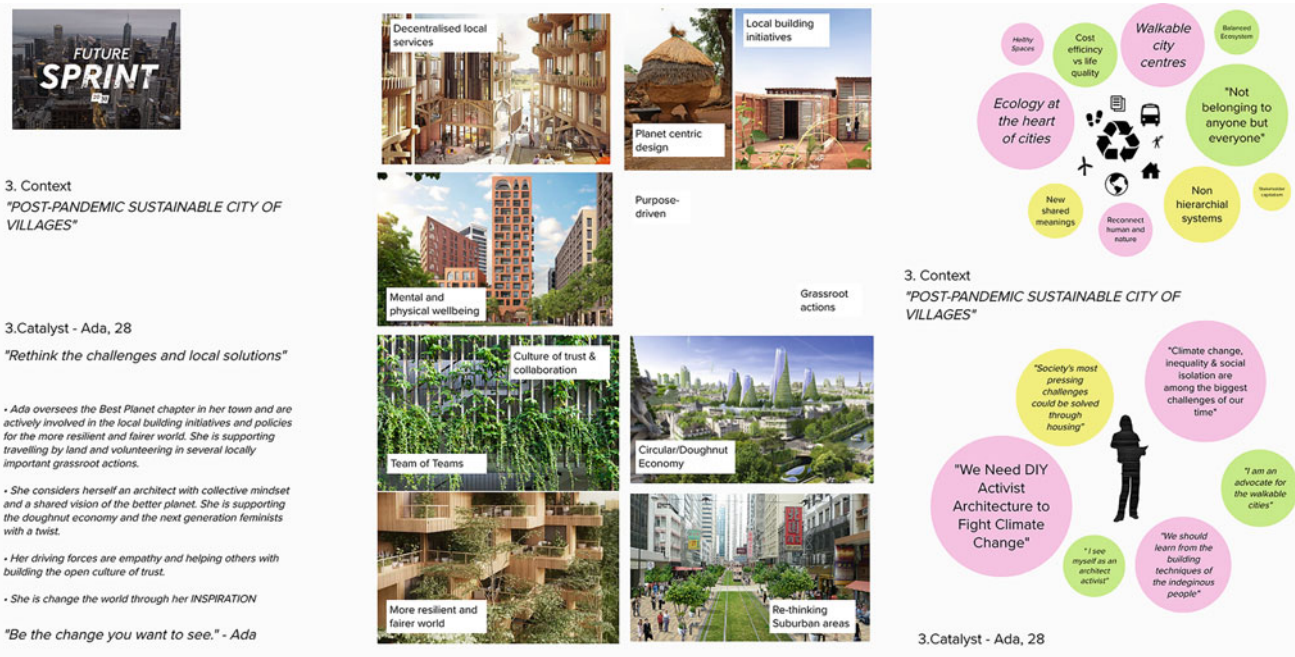 FUTURE
SPRINT
3. Context
"POST-PANDEMIC SUSTAINABLE CITY OF
VILLAGES"
3.Catalyst - Ada, 28
"Rethink the challenges and local solutions"
• Ada oversees the Best Planet chapter in her town and are
actively involved in the local building initiatives and policies
for the more resilient and fairer world. She is supporting
travelling by land and volunteering in several locally
important grassroot actions.
• She considers herself an architect with collective mindset
and a shared vision of the better planet. She is supporting
the doughnut economy and the next generation feminists
with a twist.
• Her driving forces are empathy and helping others with
building the open culture of trust.
• She is change the world through her INSPIRATION
"Be the change you want to see." - Ada
Decentralised local
services
Planet centric
design
Local building
initiatives
Mental and
physical wellbeing
Purpose-
driven
Grassroot
actions
Culture of trust &
collaboration
Team of Teams
Circular/Doughnut
Economy
More resilient and
fairer world
Re-thinking
Suburban areas
Helthy
Spaces
Cost
efficincy
vs life
quality
Walkable
city
centres
Balanced
Ecosystem
Ecology at
the heart
of cities
"Not
belonging to
anyone but
everyone"
New
shared
meanings
Reconnect
human and
nature
Non
hierarchial
systems
Stakeholder
capitalism
3. Context
"POST-PANDEMIC SUSTAINABLE CITY OF
VILLAGES"
"Society's most
pressing
challenges
could be solved
through
housing"
"Climate change,
inequality & social
isolation are
among the biggest
challenges of our
time"
"We Need DIY
Activist
Architecture to
Fight Climate
Change"
"I am an
advocate for
the walkable
cities"
"I see
myself as an
architect
activist"
"We should
learn from the
building
techniques of
the indeginous
people"
3.Catalyst - Ada, 28